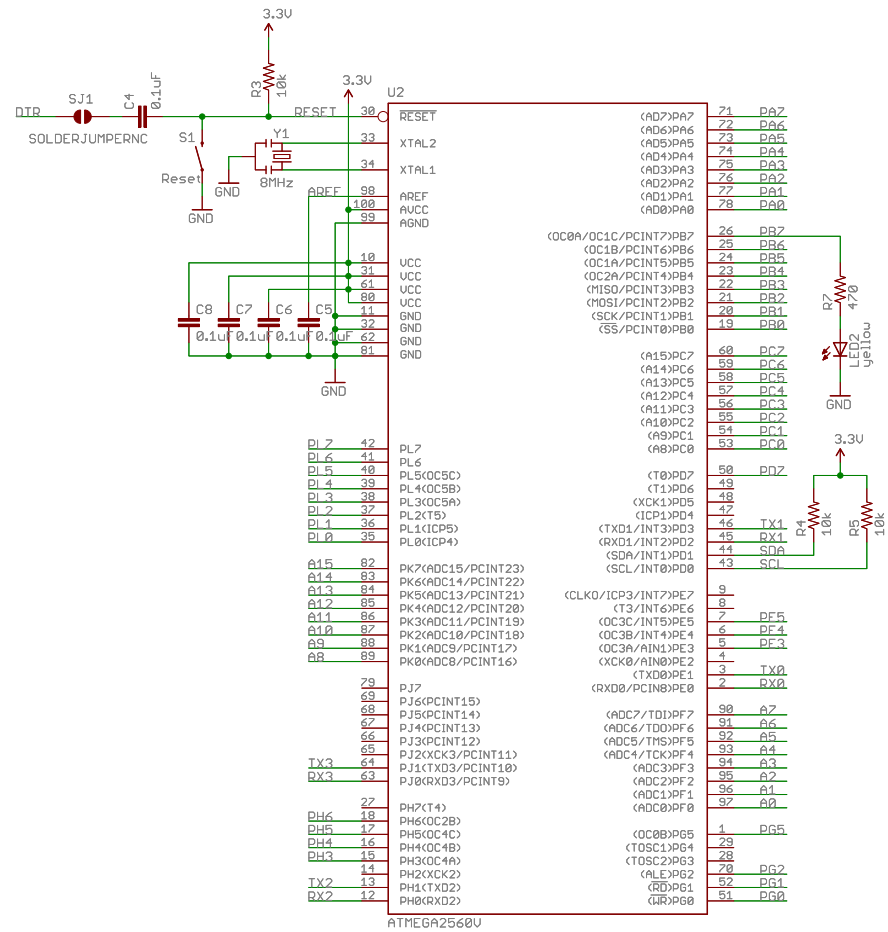 3.3V
R3
10k
3.3V
U2
DTR
SJ1
SOLDERJUMPERNC
C4
0.1uF
RESET
S1
Reset
GND
Y1
8MHz
GND
AREF
C8
0.1uF
C7
0.1uF
C6
0.1uF
C5
0.1uF
GND
30 RESET
33 XTAL2
34 XTAL1
98 AREF
100 AVCC
99 AGND
10 VCC
31 VCC
61 VCC
80 VCC
11 GND
32 GND
62 GND
81 GND
PL7 42 PL7
PL6 41 PL6
PL5 40 PL5(OC5C)
PL4 39 PL4(OC5B)
PL3 38 PL3(OC5A)
PL2 37 PL2(T5)
PL1 36 PL1(ICP5)
PL0 35 PL0(ICP4)
A15 82 PK7(ADC15/PCINT23)
A14 83 PK6(ADC14/PCINT22)
A13 84 PK5(ADC13/PCINT21)
A12 85 PK4(ADC12/PCINT20)
A11 86 PK3(ADC11/PCINT19)
A10 87 PK2(ADC10/PCINT18)
A9 88 PK1(ADC9/PCINT17)
A8 89 PK0(ADC8/PCINT16)
79 PJ7
69 PJ6(PCINT15)
68 PJ5(PCINT14)
67 PJ4(PCINT13)
66 PJ3(PCINT12)
65 PJ2(XCK3/PCINT11)
TX3 64 PJ1(TXD3/PCINT10)
RX3 63 PJ0(RXD3/PCINT9)
27 PH7(T4)
PH6 18 PH6(OC2B)
PH5 17 PH5(OC4C)
PH4 16 PH4(OC4B)
PH3 15 PH3(OC4A)
14 PH2(XCK2)
TX2 13 PH1(TXD2)
RX2 12 PH0(RXD2)
ATMEGA2560V
(AD7)PA7 71 PA7
(AD6)PA6 72 PA6
(AD5)PA5 73 PA5
(AD4)PA4 74 PA4
(AD3)PA3 75 PA3
(AD2)PA2 76 PA2
(AD1)PA1 77 PA1
(AD0)PA0 78 PA0
(OC0A/OC1C/PCINT7)PB7 26 PB7
(OC1B/PCINT6)PB6 25 PB6
(OC1A/PCINT5)PB5 24 PB5
(OC2A/PCINT4)PB4 23 PB4
(MISO/PCINT3)PB3 22 PB3
(MOSI/PCINT2)PB2 21 PB2
(SCK/PCINT1)PB1 20 PB1
(SS/PCINT0)PB0 19 PB0
(A15)PC7 60 PC7
(A14)PC6 59 PC6
(A13)PC5 58 PC5
(A12)PC4 57 PC4
(A11)PC3 56 PC3
(A10)PC2 55 PC2
(A9)PC1 54 PC1
(A8)PC0 53 PC0
(T0)PD7 50 PD7
(T1)PD6 49
(XCK1)PD5 48
(ICP1)PD4 47
(TXD1/INT3)PD3 46 TX1
(RXD1/INT2)PD2 45 RX1
(SDA/INT1)PD1 44 SDA
(SCL/INT0)PD0 43 SCL
(CLKO/ICP3/INT7)PE7 9
(T3/INT6)PE6 8
(OC3C/INT5)PE5 7 PE5
(OC3B/INT4)PE4 6 PE4
(OC3A/AIN1)PE3 5 PE3
(XCK0/AIN0)PE2 4
(TXD0)PE1 3 TX0
(RXD0/PCIN8)PE0 2 RX0
(ADC7/TDI)PF7 90 A7
(ADC6/TDO)PF6 91 A6
(ADC5/TMS)PF5 92 A5
(ADC4/TCK)PF4 93 A4
(ADC3)PF3 94 A3
(ADC2)PF2 95 A2
(ADC1)PF1 96 A1
(ADC0)PF0 97 A0
(OC0B)PG5 1 PG5
(TOSC1)PG4 29
(TOSC2)PG3 28
(ALE)PG2 70 PG2
(RD)PG1 52 PG1
(WR)PG0 51 PG0
R7
470
LED2
yellow
GND
3.3V
R4
10k
R5
10k